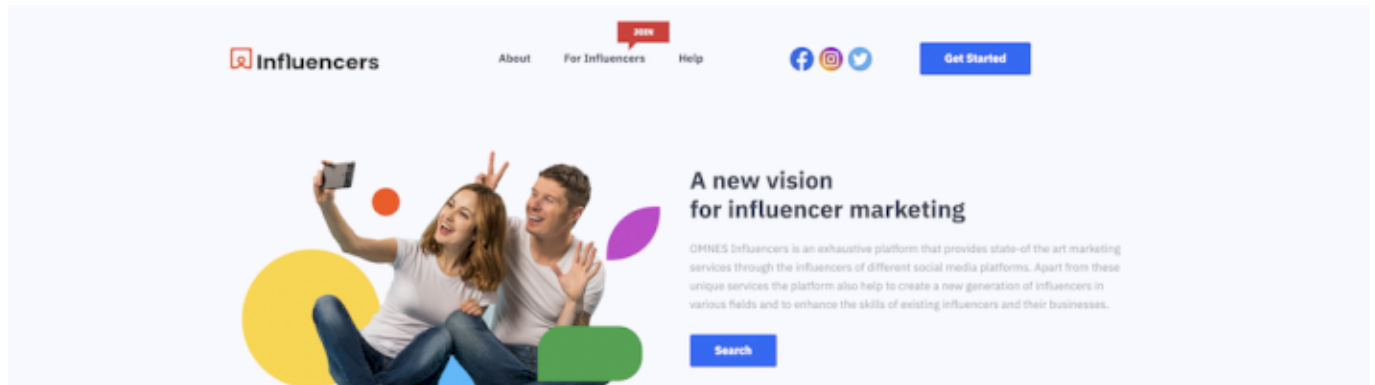 JOIN
Influencers
About
For Influencers
Help
Get Started
A new vision
for influencer marketing
OMNES Influencers is an exhaustive platform that provides state-of the art marketing
services through the influencers of different social media platforms. Apart from these
unique services the platform also help to create a new generation of influencers in
various fields and to enhance the skills of existing influencers and their businesses.
Search